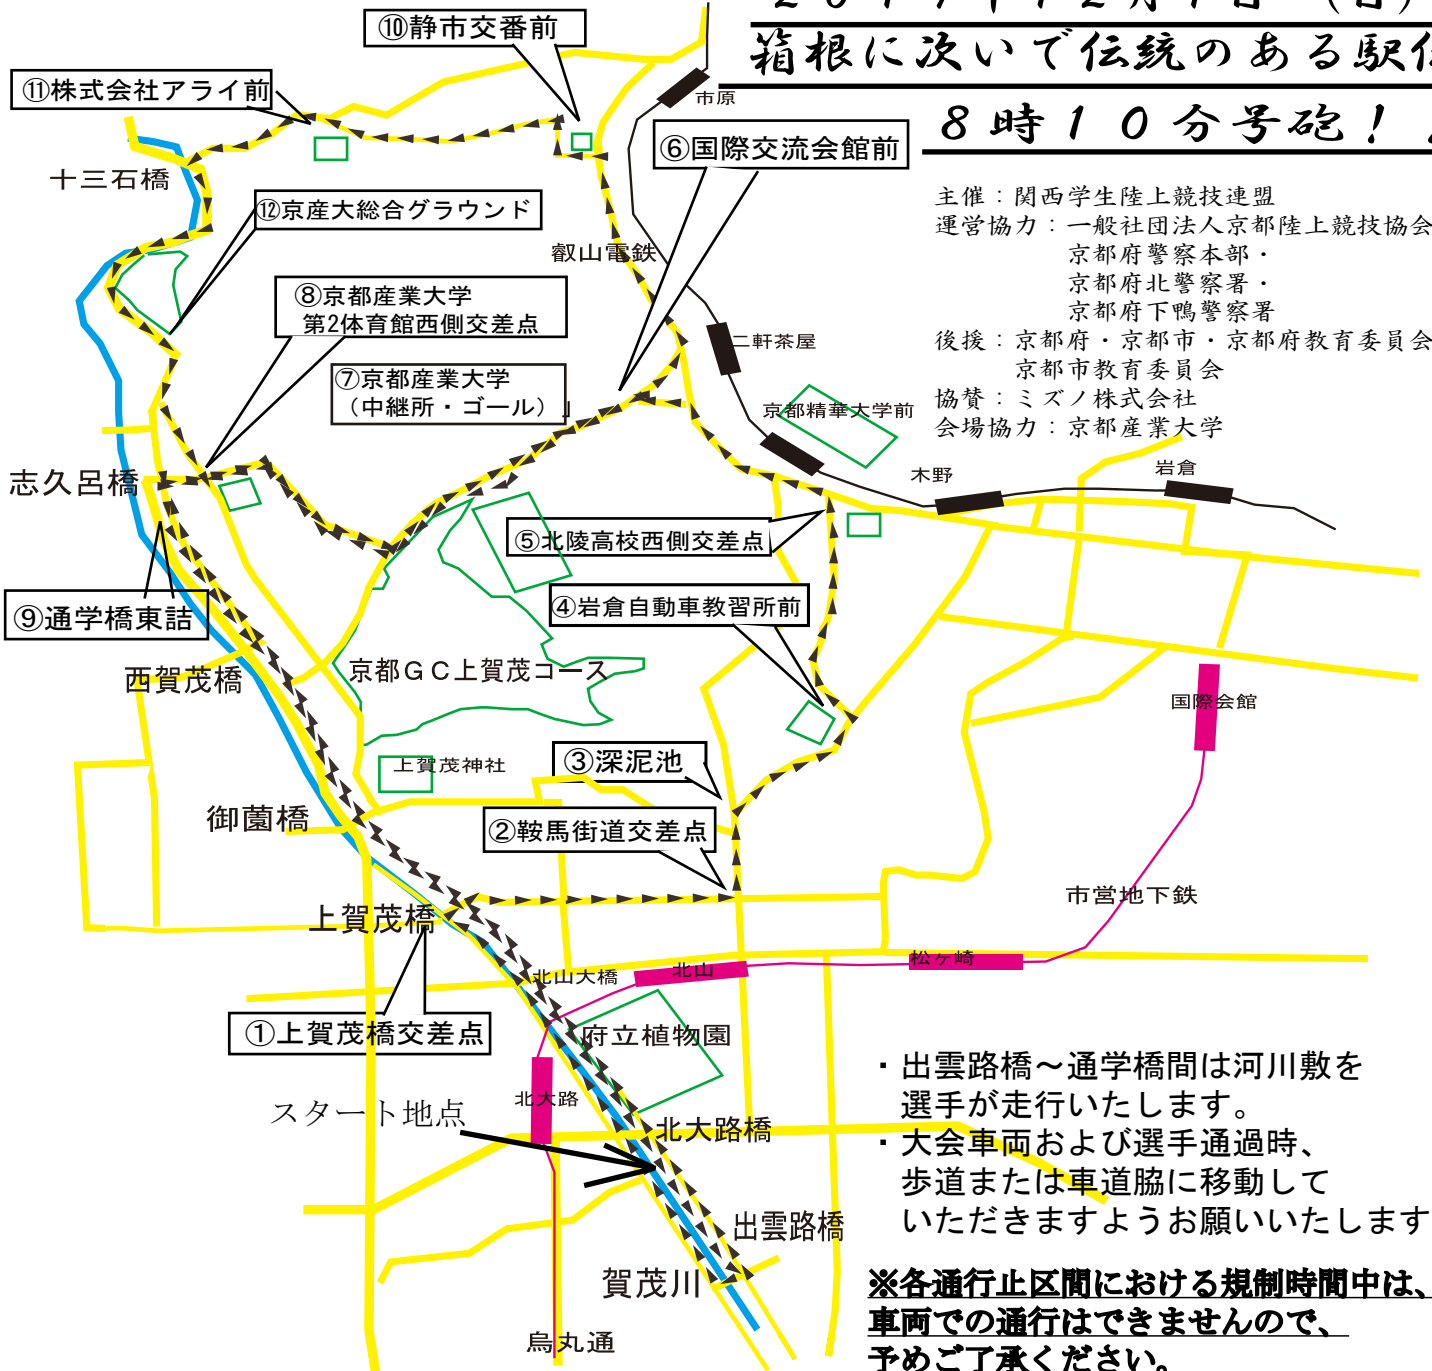 箱根に次いで伝統のある駅伝
8時10分号砲!
主催：関西学生陸上競技連盟
運営協力：一般社団法人京都陸上競技協会
京都府警察本部・
京都府北警察署・
京都府下鴨警察署
後援：京都府・京都市・京都府教育委員会
京都市教育委員会
協賛：ミズノ株式会社
会場協力：京都産業大学
⑩静市交番前
⑪株式会社アライ前
市原
⑥国際交流会館前
十三石橋
⑫京産大総合グラウンド
叡山電鉄
⑧京都産業大学
第2体育館西側交差点
二軒茶屋
⑦京都産業大学
（中継所・ゴール）」
京都精華大学前
木野
岩倉
志久呂橋
⑤北陵高校西側交差点
④岩倉自動車教習所前
⑨通学橋東詰
西賀茂橋
京都ＧＣ上賀茂コース
国際会館
上賀茂神社
③深泥池
御薗橋
②鞍馬街道交差点
市営地下鉄
上賀茂橋
北山大橋
北山
松ヶ崎
①上賀茂橋交差点
府立植物園
スタート地点
北大路
北大路橋
出雲路橋
賀茂川
烏丸通
・出雲路橋～通学橋間は河川敷を
選手が走行いたします。
・大会車両および選手通過時、
歩道または車道脇に移動して
いただきますようお願いいたします
※各通行止区間における規制時間中は、
車両での通行はできませんので、
予めご了承ください。